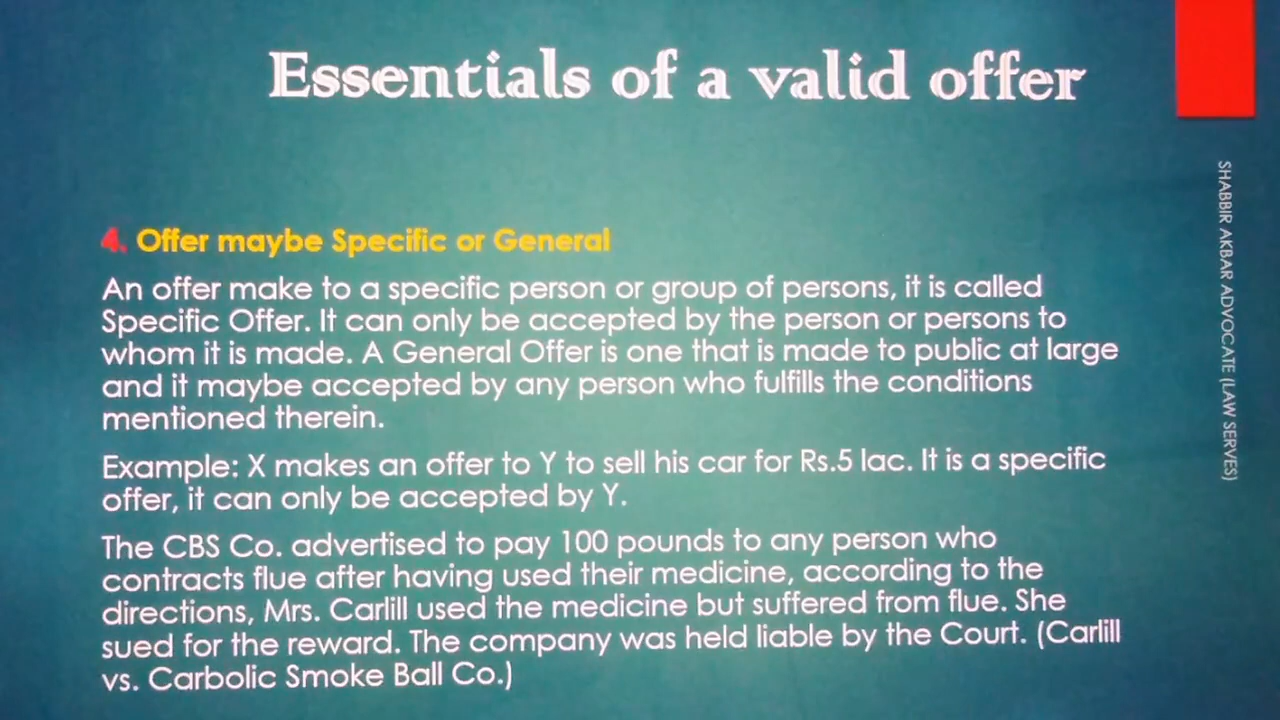 Essentials of a valid offer
4. Offer maybe Specific or General
An offer make to a specific person or group of persons, it is called
Specific Offer. It can only be accepted by the person or persons to
whom it is made. A General Offer is one that is made to public at large
and it maybe accepted by any person who fulfills the conditions
mentioned therein.
Example: X makes an offer to Y to sell his car for Rs.5 lac. It is a specific
offer, it can only be accepted by Y.
The CBS Co. advertised to pay 100 pounds to any person who
contracts flue after having used their medicine, according to the
directions, Mrs. Carlill used the medicine but suffered from flue. She
sued for the reward. The company was held liable by the Court. (Carlill
vs. Carbolic Smoke Ball Co.)
SHABBIR AKBAR ADVOCATE (LAW SERVES)